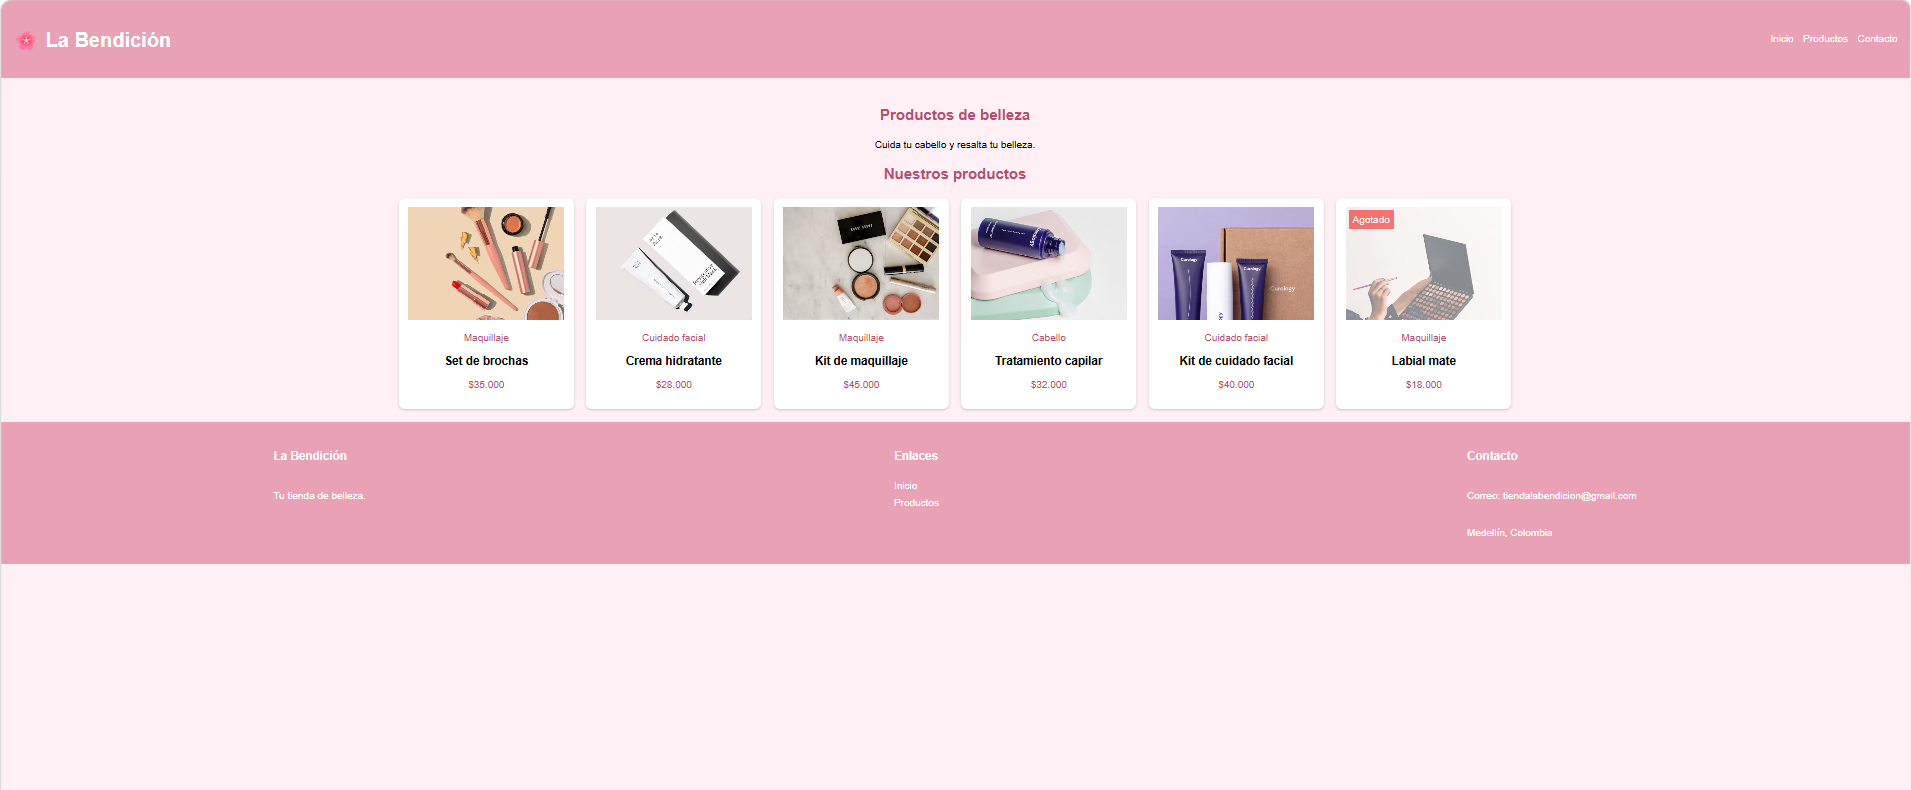 La Bendición
Inicio Productos Contacto
Productos de belleza
Cuida tu cabello y resalta tu belleza.
Nuestros productos
Agotado
Curology
Curology
Curology
Maquillaje
Set de brochas
$35.000
Cuidado facial
Crema hidratante
$28.000
Maquillaje
Kit de maquillaje
$45.000
Cabello
Tratamiento capilar
$32.000
Cuidado facial
Kit de cuidado facial
$40.000
Maquillaje
Labial mate
$18.000
La Bendición
Tu tienda de belleza.
Enlaces
Inicio
Productos
Contacto
Correo: tiendalabendicion@gmail.com
Medellín, Colombia